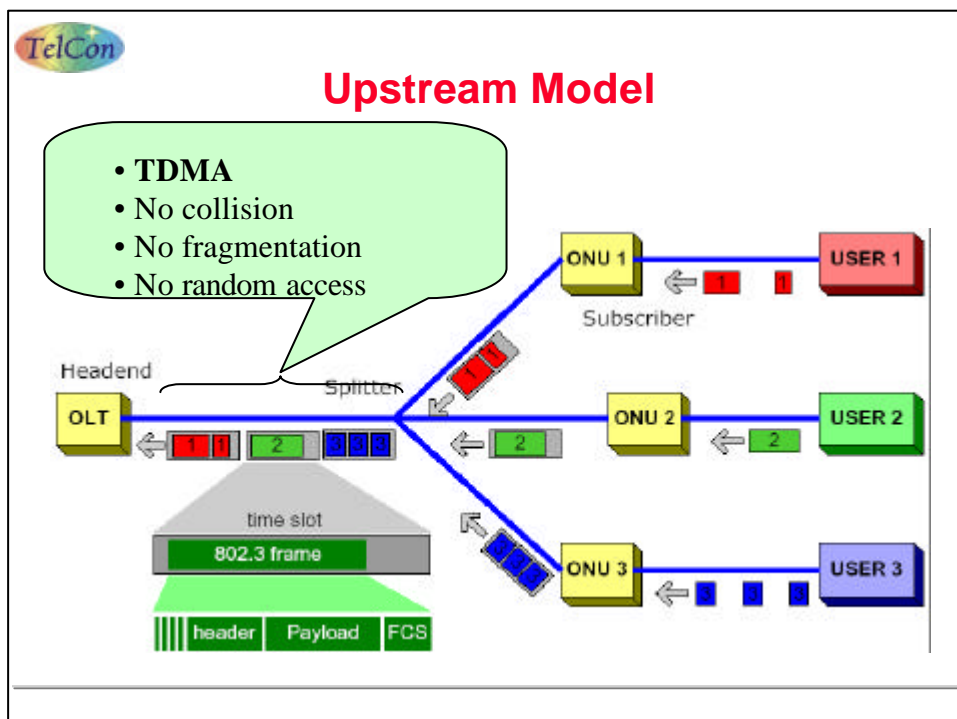 TelCon
Upstream Model
• TDMA
• No collision
• No fragmentation
• No random access
ONU 1
USER 1
1 1
Subscriber
1 1
Headend
Splitter
OLT
ONU 2
USER 2
1 1 2 3 3 3
2
2
time slot
802.3 frame
3 3 3
ONU 3
USER 3
3 3 3
header Payload FCS